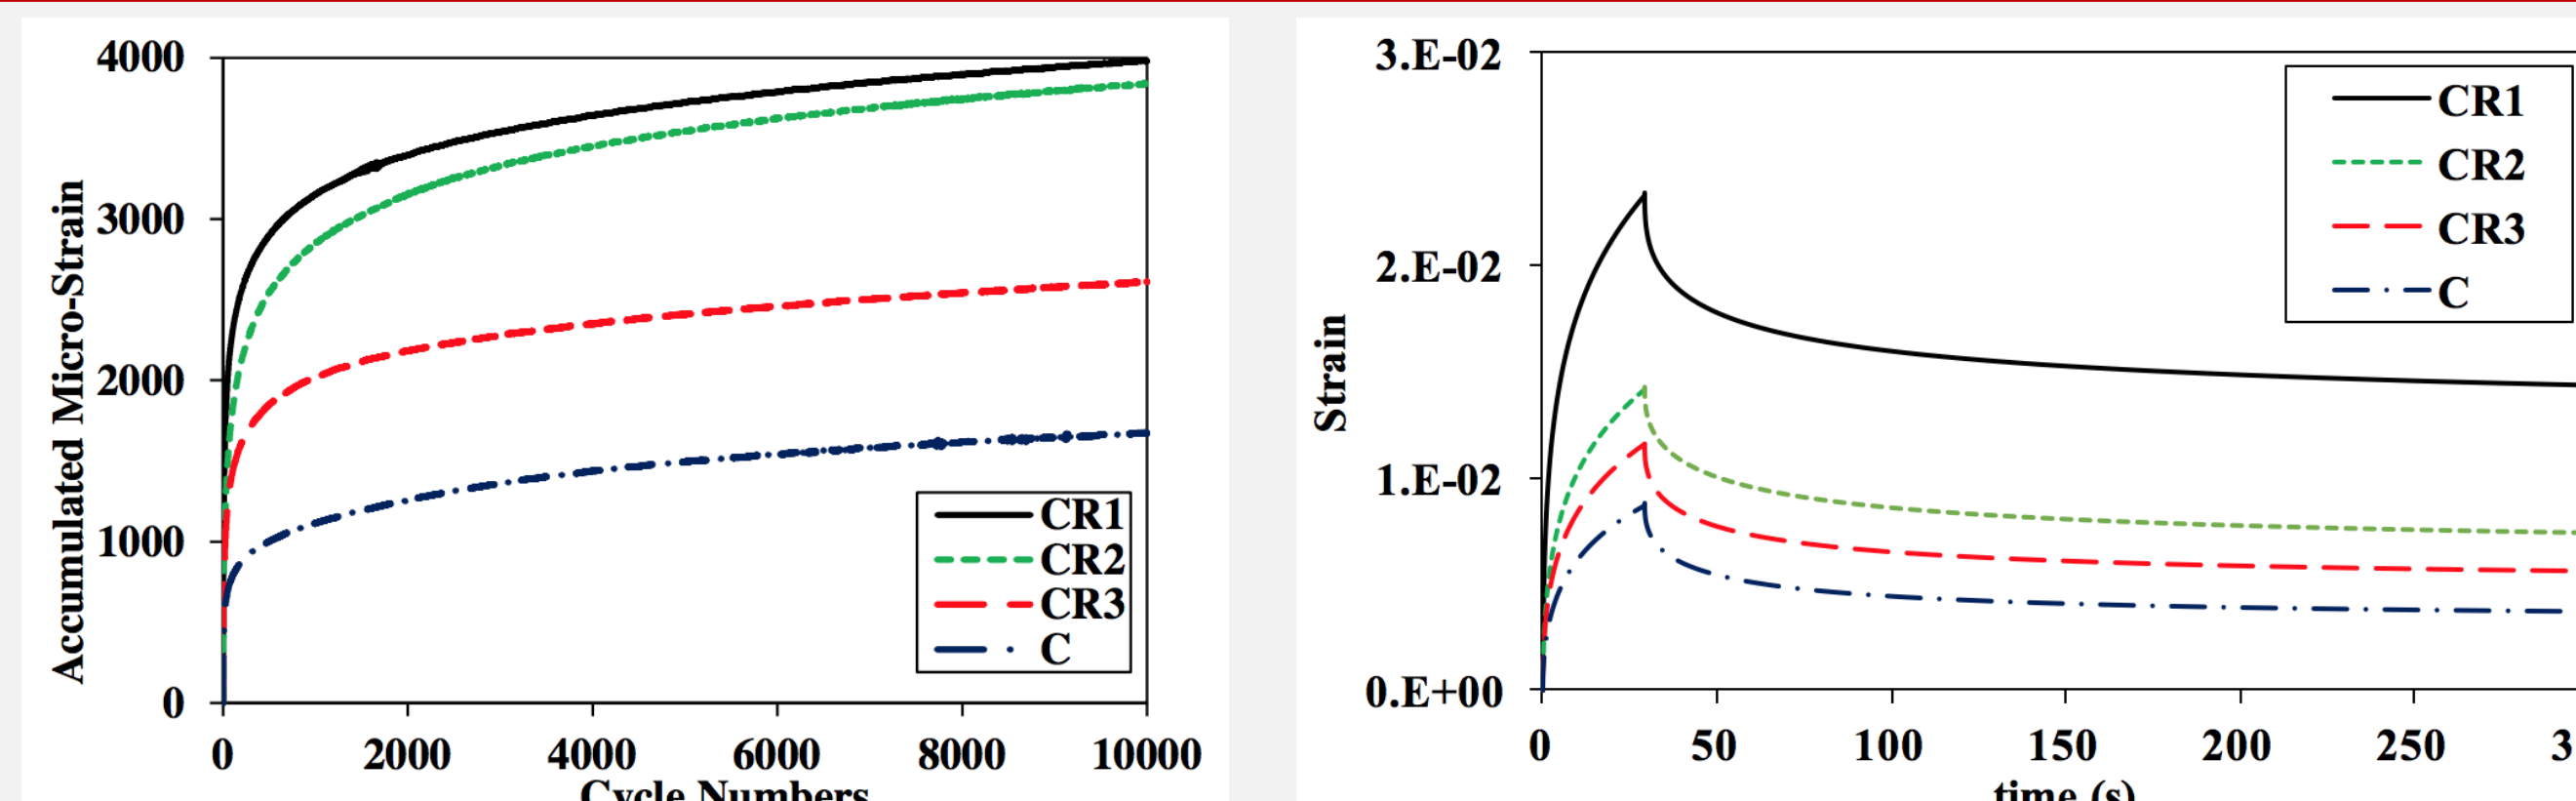 4000
3000
2000
1000
0
Accumulated Micro-Strain
0 2000 4000 6000 8000 10000
Cycle Numbers
CR1
CR2
CR3
C
3.E-02
2.E-02
1.E-02
0.E+00
Strain
0 50 100 150 200 250 3
time (s)
CR1
CR2
CR3
C